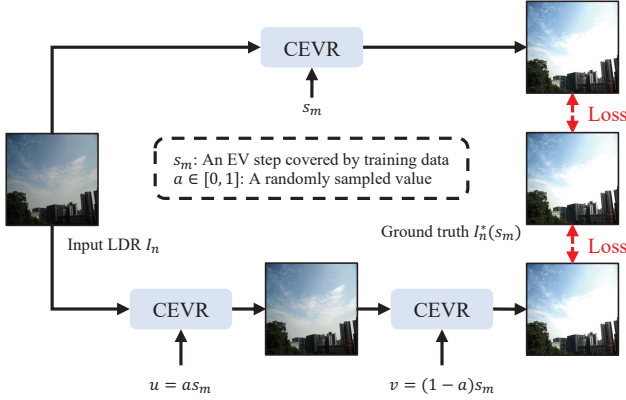 CEVR
$s_m$
Loss
$s_m$: An EV step covered by training data
$a \in [0, 1]$: A randomly sampled value
Input LDR $I_n$
Ground truth $I_n^*(s_m)$
Loss
CEVR
CEVR
$u = as_m$
$v = (1-a)s_m$